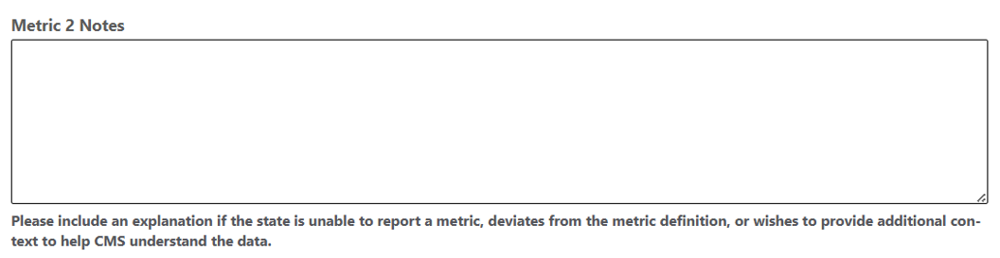 Metric 2 Notes
Please include an explanation if the state is unable to report a metric, deviates from the metric definition, or wishes to provide additional con-
text to help CMS understand the data.